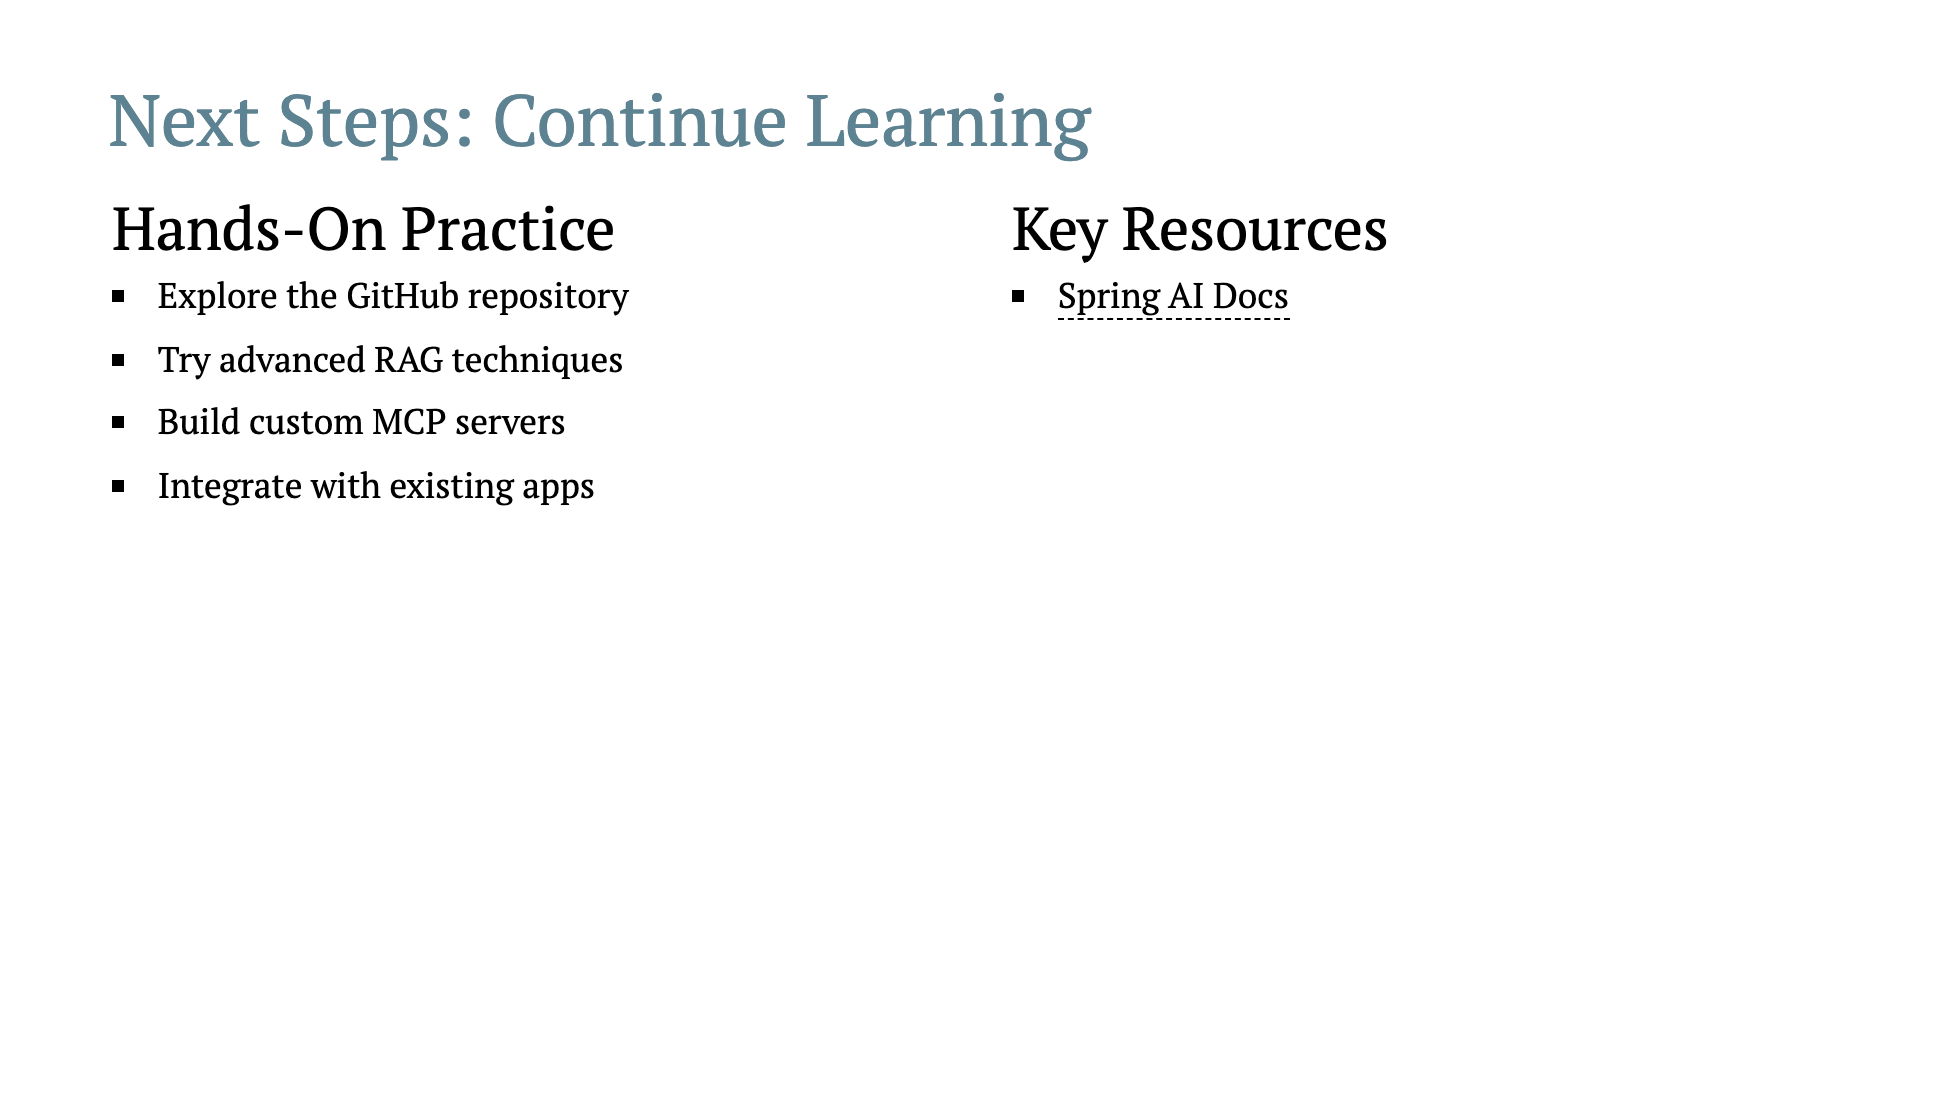 Next Steps: Continue Learning
Hands-On Practice
▪ Explore the GitHub repository
▪ Try advanced RAG techniques
▪ Build custom MCP servers
▪ Integrate with existing apps
Key Resources
▪ Spring AI Docs